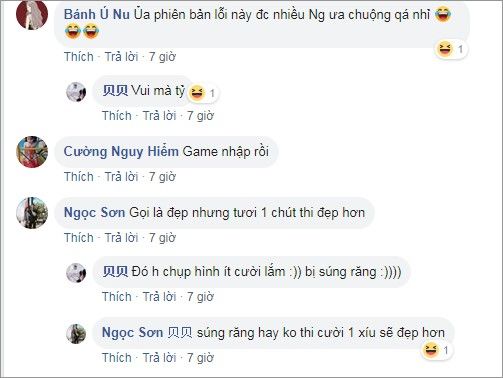 Bánh Ú Nu Ủa phiên bản lỗi này đc nhiều Ng ưa chuộng qá nhỉ 😂
😂😂
1
Thích · Trả lời · 7 giờ
贝贝 Vui mà tỷ
1
Thích · Trả lời · 7 giờ
Cường Nguy Hiểm Game nhập rồi
Thích · Trả lời · 7 giờ
Ngọc Sơn Gọi là đẹp nhưng tươi 1 chút thi đẹp hơn
Thích · Trả lời · 7 giờ
贝贝 Đó h chụp hình ít cười lắm :)) bị súng răng :))))
Thích · Trả lời · 7 giờ
Ngọc Sơn 贝贝 súng răng hay ko thi cười 1 xíu sẽ đẹp hơn
1
Thích · Trả lời · 7 giờ